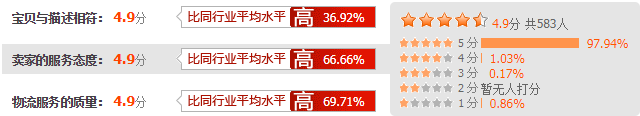 宝贝与描述相符: 4.9分 比同行业平均水平 高 36.92%
卖家的服务态度: 4.9分 比同行业平均水平 高 66.66%
物流服务的质量: 4.9分 比同行业平均水平 高 69.71%
4.9分 共583人
5分 97.94%
4分 1.03%
3分 0.17%
2分 暂无人打分
1分 0.86%